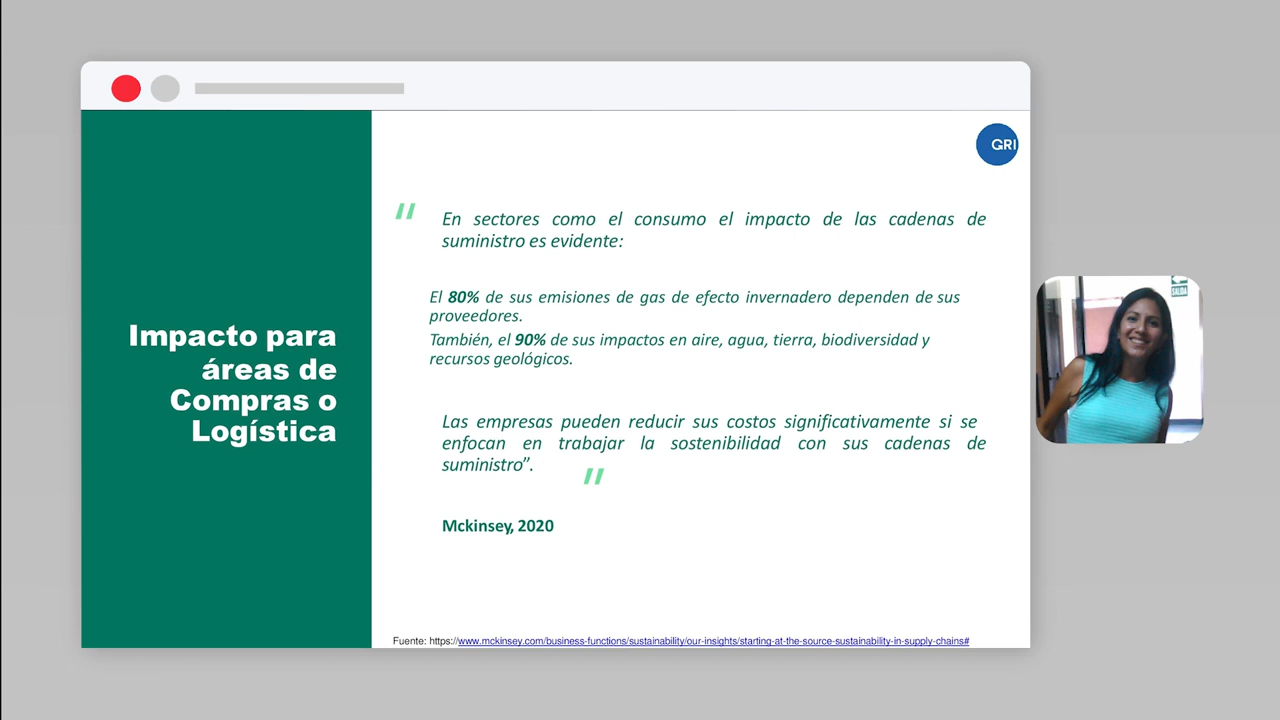 GRI
"
En sectores como el consumo el impacto de las cadenas de
suministro es evidente:
El 80% de sus emisiones de gas de efecto invernadero dependen de sus
proveedores.
También, el 90% de sus impactos en aire, agua, tierra, biodiversidad y
recursos geológicos.
Impacto para
áreas de
Compras o
Logística
Las empresas pueden reducir sus costos significativamente si se
enfocan en trabajar la sostenibilidad con sus cadenas de
suministro”.
"
Mckinsey, 2020
Fuente: https://www.mckinsey.com/business-functions/sustainability/our-insights/starting-at-the-source-sustainability-in-supply-chains#
SALIDA